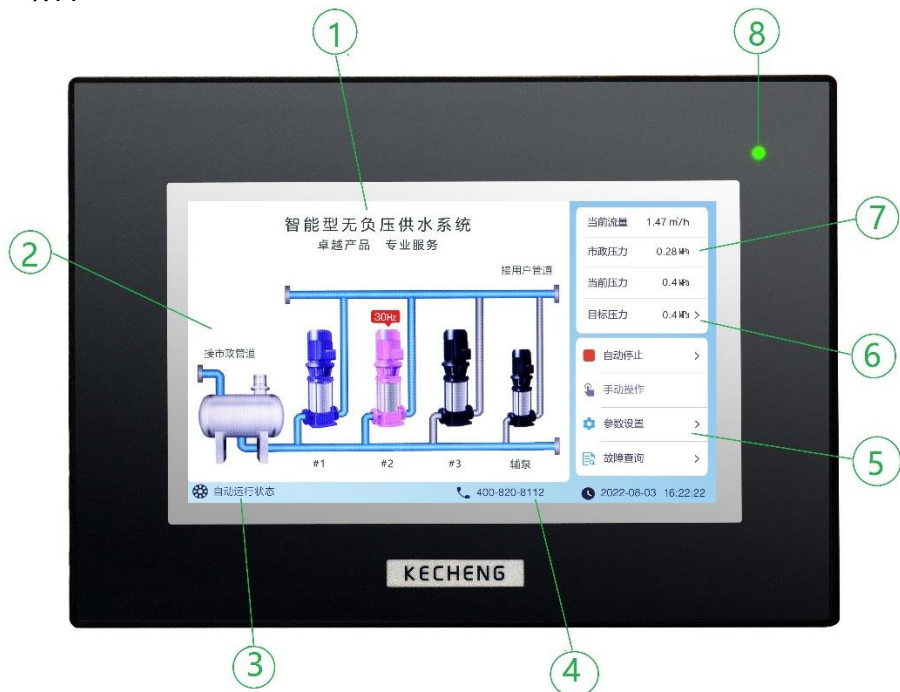 1
8
智能型无负压供水系统
卓越产品 专业服务
接用户管道
30Hz
接市政管道
#1
#2
#3
辅泵
当前流量 1.47 m³/h
市政压力 0.28 MPa
当前压力 0.4 MPa
目标压力 0.4 MPa >
自动停止 >
手动操作
参数设置 >
故障查询 >
自动运行状态
400-820-8112
2022-08-03 16:22:22
KECHENG
2
7
6
5
3
4